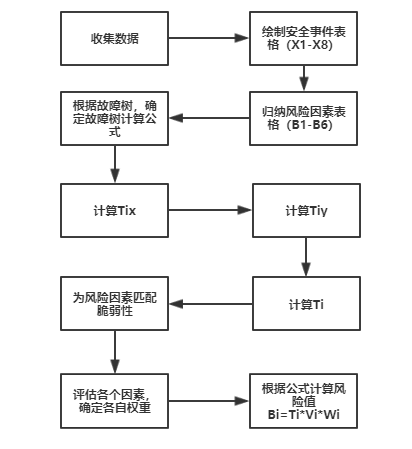 收集数据
绘制安全事件表
格（X1-X8）
归纳风险因素表
格（B1-B6）
根据故障树，确
定故障树计算公
式
计算Tix
计算Tiy
计算Ti
为风险因素匹配
脆弱性
评估各个因素，
确定各自权重
根据公式计算风
险值
Bi=Ti*Vi*Wi